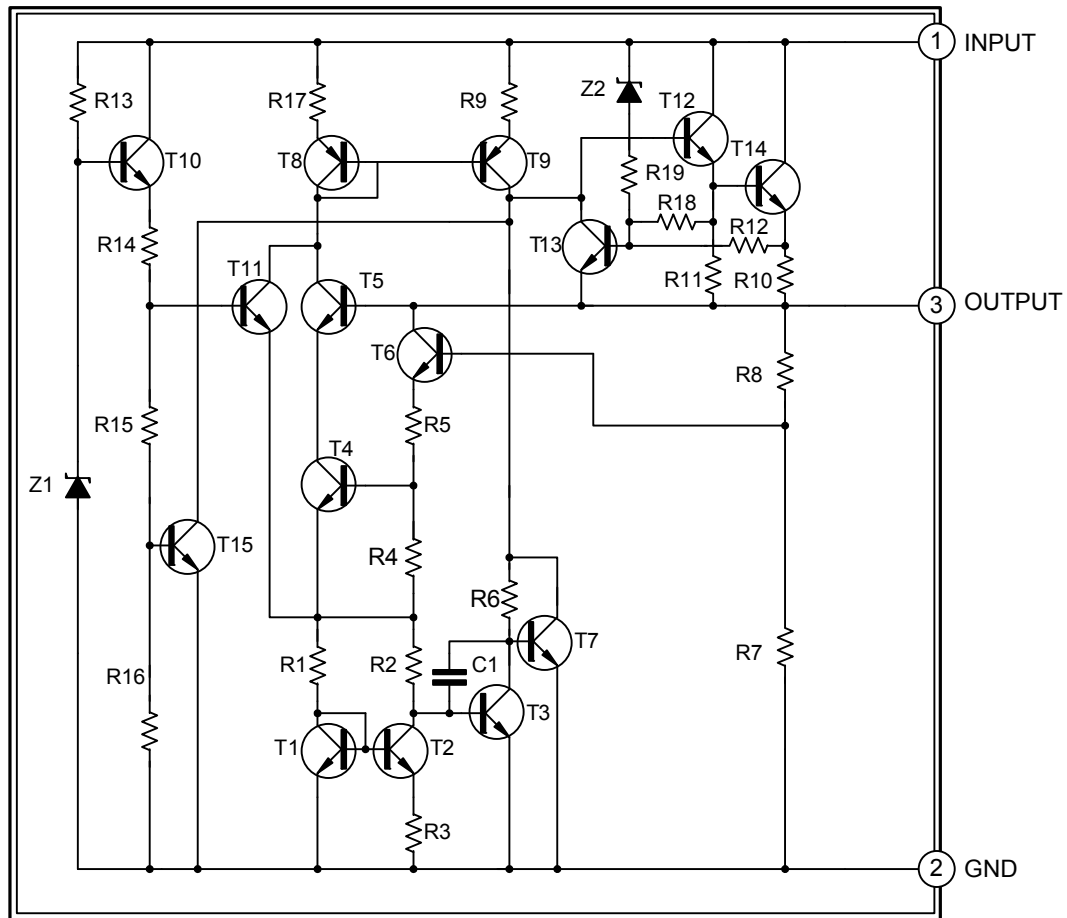 1 INPUT
R13
R17
R9
Z2
T12
T10
T8
T9
T14
R19
R18
R12
R14
T13
T11
T5
R11
R10
3 OUTPUT
T6
R8
R15
R5
T4
Z1
T15
R4
R6
T7
R7
R1
R2
C1
R16
T3
T1
T2
R3
2 GND